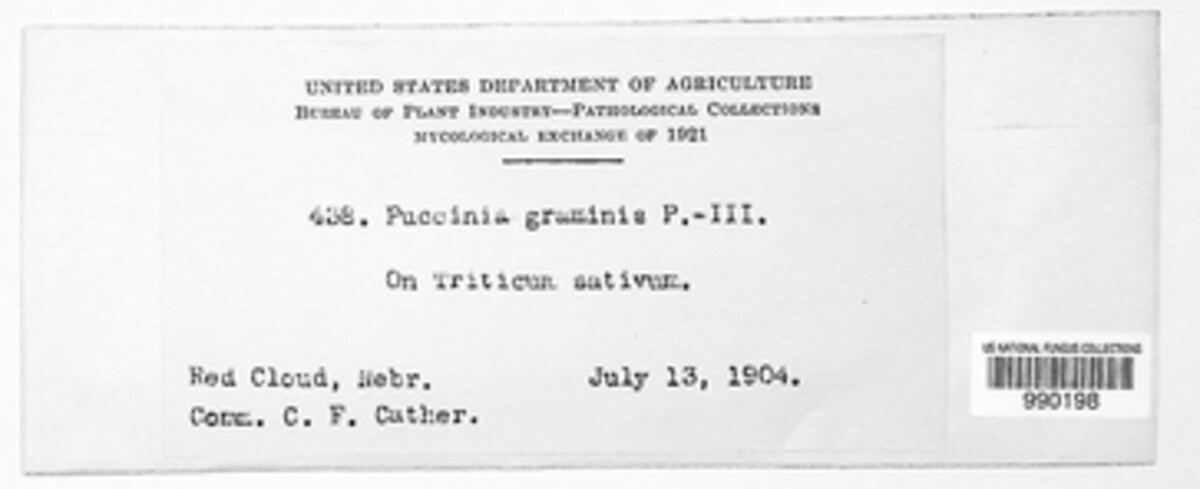 UNITED STATES DEPARTMENT OF AGRICULTURE
BUREAU OF PLANT INDUSTRY—PATHOLOGICAL COLLECTIONS
MYCOLOGICAL EXCHANGE OF 1921
438. Puccinia graminis P.-III.
On Triticum sativum.
Red Cloud, Nebr. July 13, 1904.
Comm. C. F. Cather.
US NATIONAL FUNGUS COLLECTIONS
990198